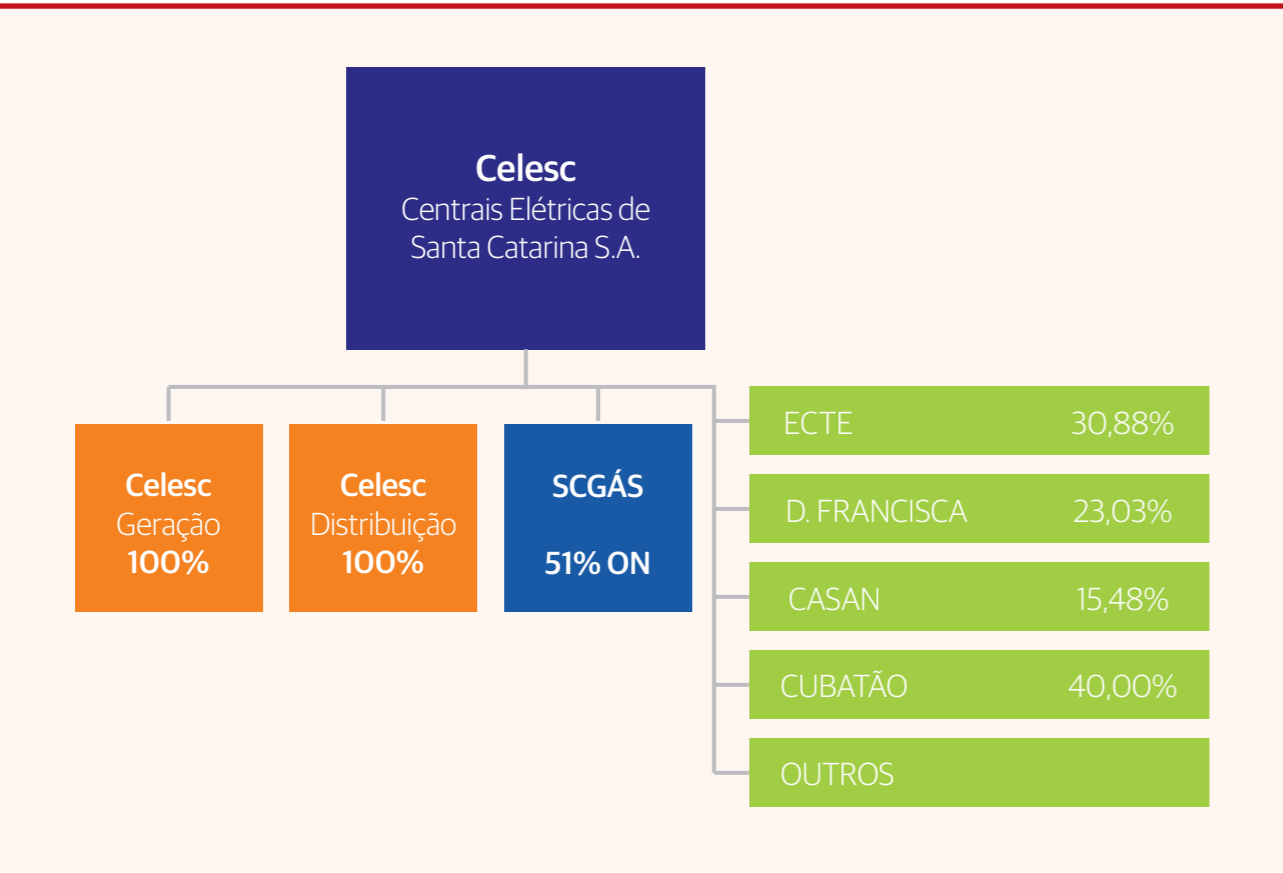 Celesc
Centrais Elétricas de
Santa Catarina S.A.
Celesc
Geração
100%
Celesc
Distribuição
100%
SCGÁS
51% ON
ECTE 30,88%
D. FRANCISCA 23,03%
CASAN 15,48%
CUBATÃO 40,00%
OUTROS